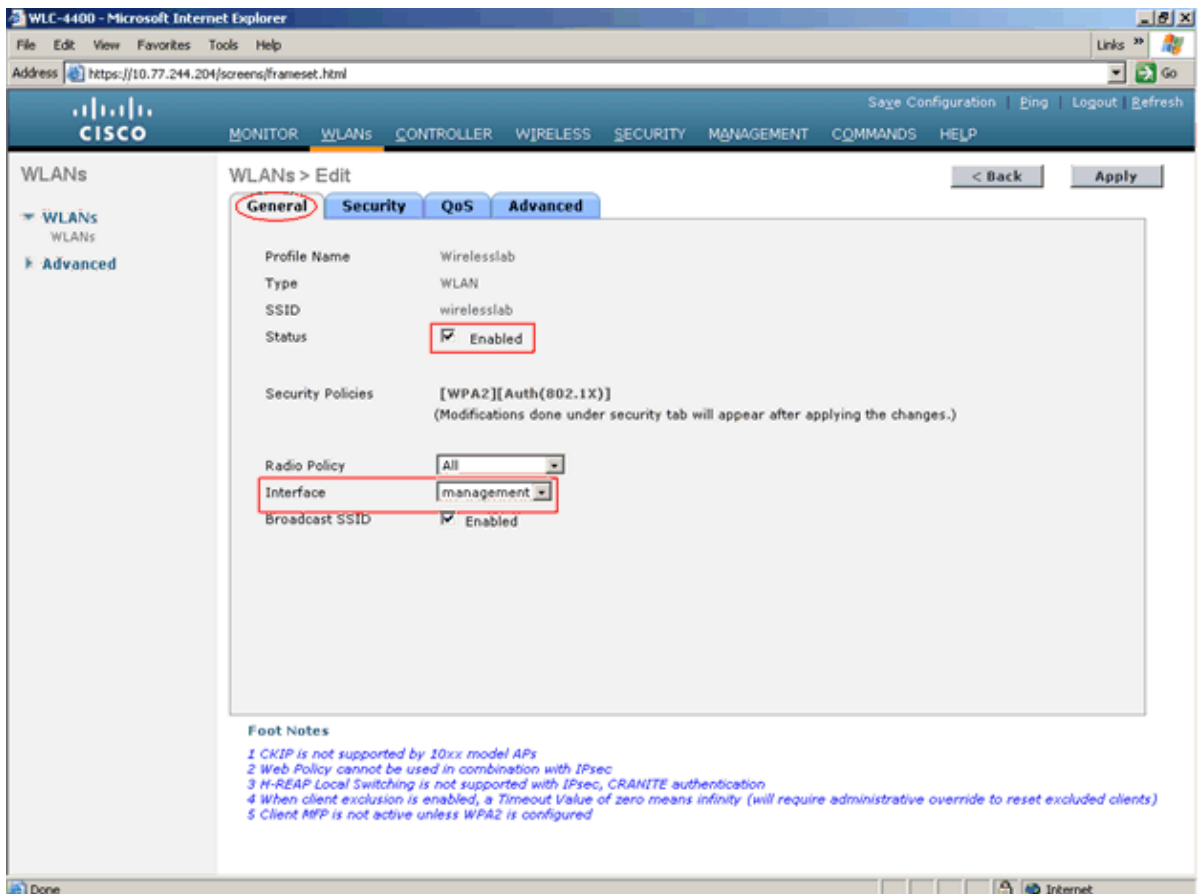 WLC-4400 - Microsoft Internet Explorer
File Edit View Favorites Tools Help Links »
Address https://10.77.244.204/screens/frameset.html Go
Save Configuration | Ping | Logout | Refresh
CISCO MONITOR WLANs CONTROLLER WIRELESS SECURITY MANAGEMENT COMMANDS HELP
WLANs
WLANs
WLANs
Advanced
WLANs > Edit < Back Apply
General Security QoS Advanced
Profile Name Wirelesslab
Type WLAN
SSID wirelesslab
Status Enabled
Security Policies [WPA2][Auth(802.1X)]
(Modifications done under security tab will appear after applying the changes.)
Radio Policy All
Interface management
Broadcast SSID Enabled
Foot Notes
1 CKIP is not supported by 10xx model APs
2 Web Policy cannot be used in combination with IPsec
3 H-REAP Local Switching is not supported with IPsec, CRANITE authentication
4 When client exclusion is enabled, a Timeout Value of zero means infinity (will require administrative override to reset excluded clients)
5 Client MFP is not active unless WPA2 is configured
Done Internet